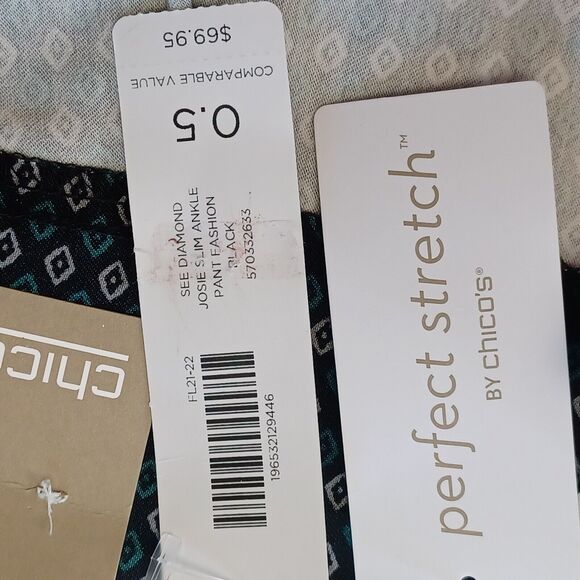 $69.95
COMPARABLE VALUE
0.5
SEE DIAMOND
JOSIE SLIM ANKLE
PANT FASHION
BLACK
570332633
FL21-22
196532129446
perfect stretch™
BY chico's®
chico